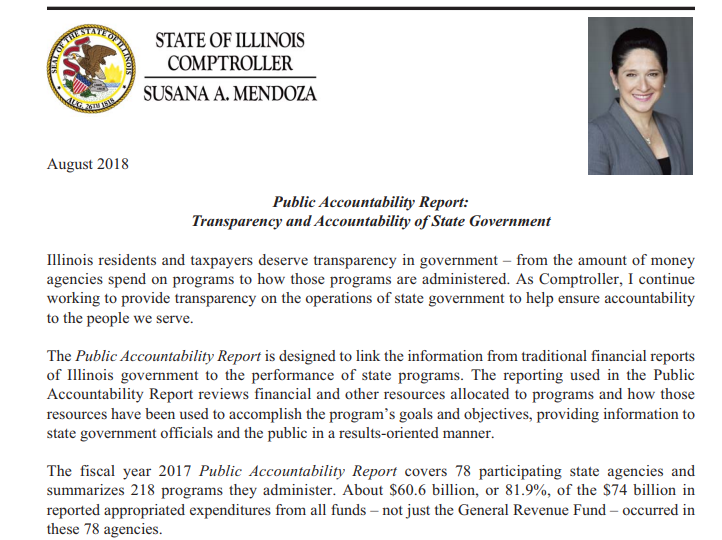 SEAL OF THE STATE OF ILLINOIS
AUG. 26TH 1818
STATE OF ILLINOIS
COMPTROLLER
SUSANA A. MENDOZA
August 2018
Public Accountability Report:
Transparency and Accountability of State Government
Illinois residents and taxpayers deserve transparency in government – from the amount of money
agencies spend on programs to how those programs are administered. As Comptroller, I continue
working to provide transparency on the operations of state government to help ensure accountability
to the people we serve.
The Public Accountability Report is designed to link the information from traditional financial reports
of Illinois government to the performance of state programs. The reporting used in the Public
Accountability Report reviews financial and other resources allocated to programs and how those
resources have been used to accomplish the program’s goals and objectives, providing information to
state government officials and the public in a results-oriented manner.
The fiscal year 2017 Public Accountability Report covers 78 participating state agencies and
summarizes 218 programs they administer. About $60.6 billion, or 81.9%, of the $74 billion in
reported appropriated expenditures from all funds – not just the General Revenue Fund – occurred in
these 78 agencies.